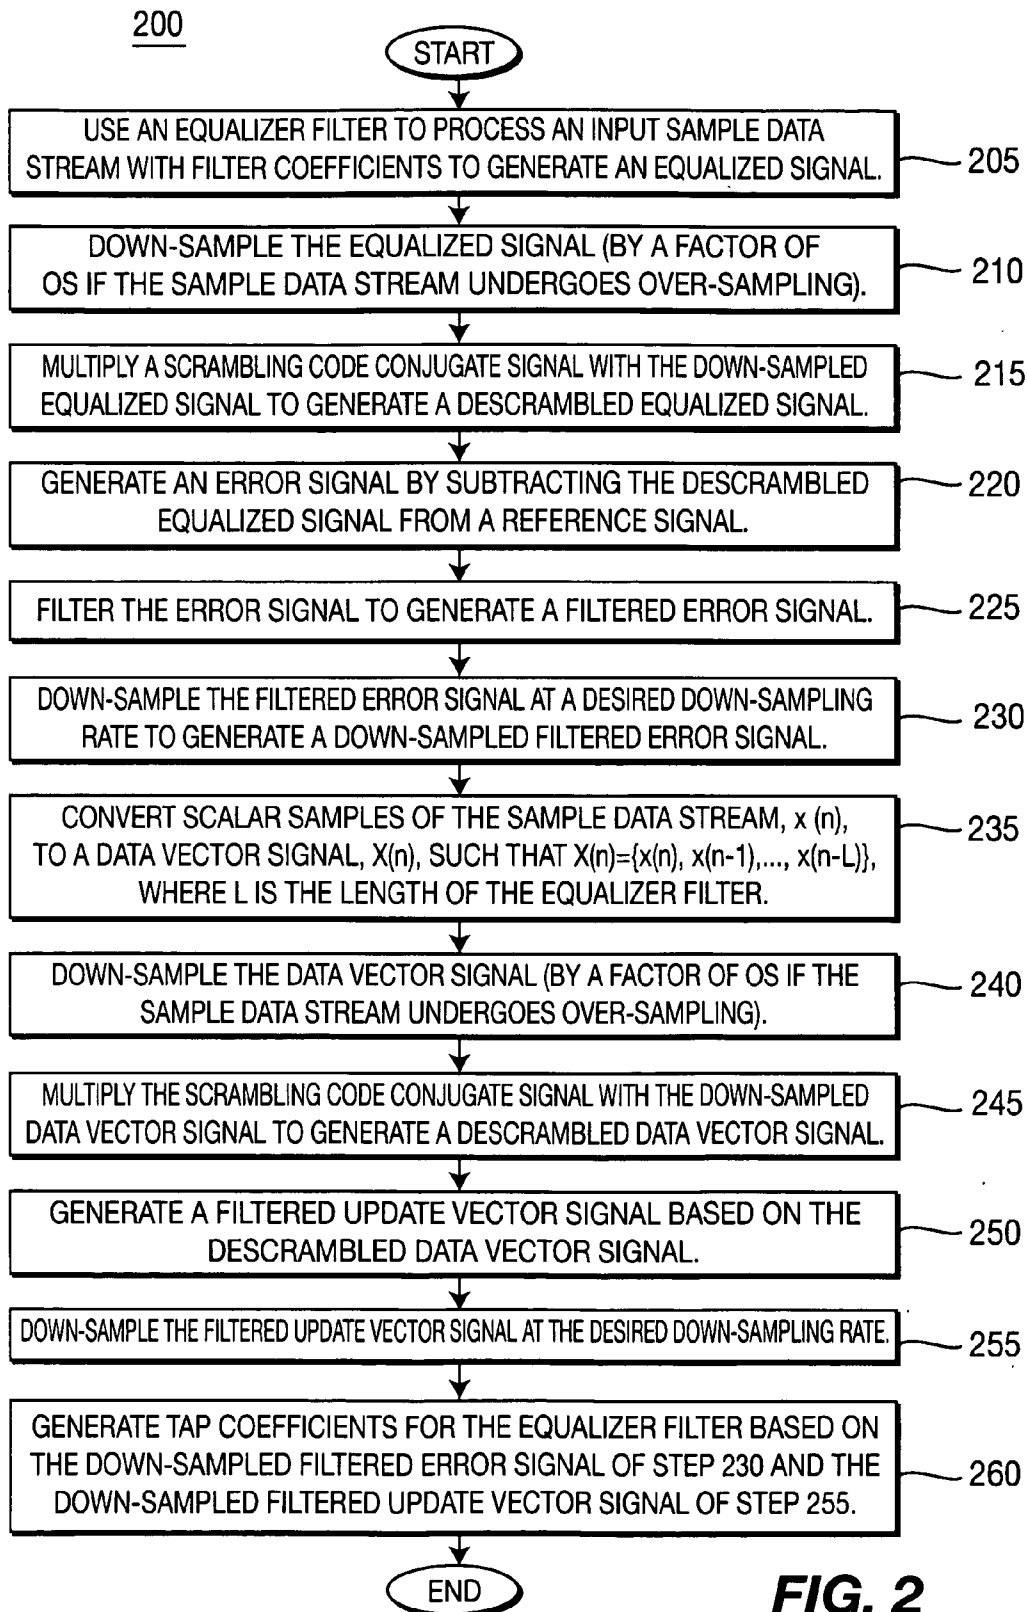 200
START
USE AN EQUALIZER FILTER TO PROCESS AN INPUT SAMPLE DATA
STREAM WITH FILTER COEFFICIENTS TO GENERATE AN EQUALIZED SIGNAL.
205
DOWN-SAMPLE THE EQUALIZED SIGNAL (BY A FACTOR OF
OS IF THE SAMPLE DATA STREAM UNDERGOES OVER-SAMPLING).
210
MULTIPLY A SCRAMBLING CODE CONJUGATE SIGNAL WITH THE DOWN-SAMPLED
EQUALIZED SIGNAL TO GENERATE A DESCRAMBLED EQUALIZED SIGNAL.
215
GENERATE AN ERROR SIGNAL BY SUBTRACTING THE DESCRAMBLED
EQUALIZED SIGNAL FROM A REFERENCE SIGNAL.
220
FILTER THE ERROR SIGNAL TO GENERATE A FILTERED ERROR SIGNAL.
225
DOWN-SAMPLE THE FILTERED ERROR SIGNAL AT A DESIRED DOWN-SAMPLING
RATE TO GENERATE A DOWN-SAMPLED FILTERED ERROR SIGNAL.
230
CONVERT SCALAR SAMPLES OF THE SAMPLE DATA STREAM, x (n),
TO A DATA VECTOR SIGNAL, X(n), SUCH THAT X(n)={x(n), x(n-1),..., x(n-L)},
WHERE L IS THE LENGTH OF THE EQUALIZER FILTER.
235
DOWN-SAMPLE THE DATA VECTOR SIGNAL (BY A FACTOR OF OS IF THE
SAMPLE DATA STREAM UNDERGOES OVER-SAMPLING).
240
MULTIPLY THE SCRAMBLING CODE CONJUGATE SIGNAL WITH THE DOWN-SAMPLED
DATA VECTOR SIGNAL TO GENERATE A DESCRAMBLED DATA VECTOR SIGNAL.
245
GENERATE A FILTERED UPDATE VECTOR SIGNAL BASED ON THE
DESCRAMBLED DATA VECTOR SIGNAL.
250
DOWN-SAMPLE THE FILTERED UPDATE VECTOR SIGNAL AT THE DESIRED DOWN-SAMPLING RATE.
255
GENERATE TAP COEFFICIENTS FOR THE EQUALIZER FILTER BASED ON
THE DOWN-SAMPLED FILTERED ERROR SIGNAL OF STEP 230 AND THE
DOWN-SAMPLED FILTERED UPDATE VECTOR SIGNAL OF STEP 255.
260
END
FIG. 2